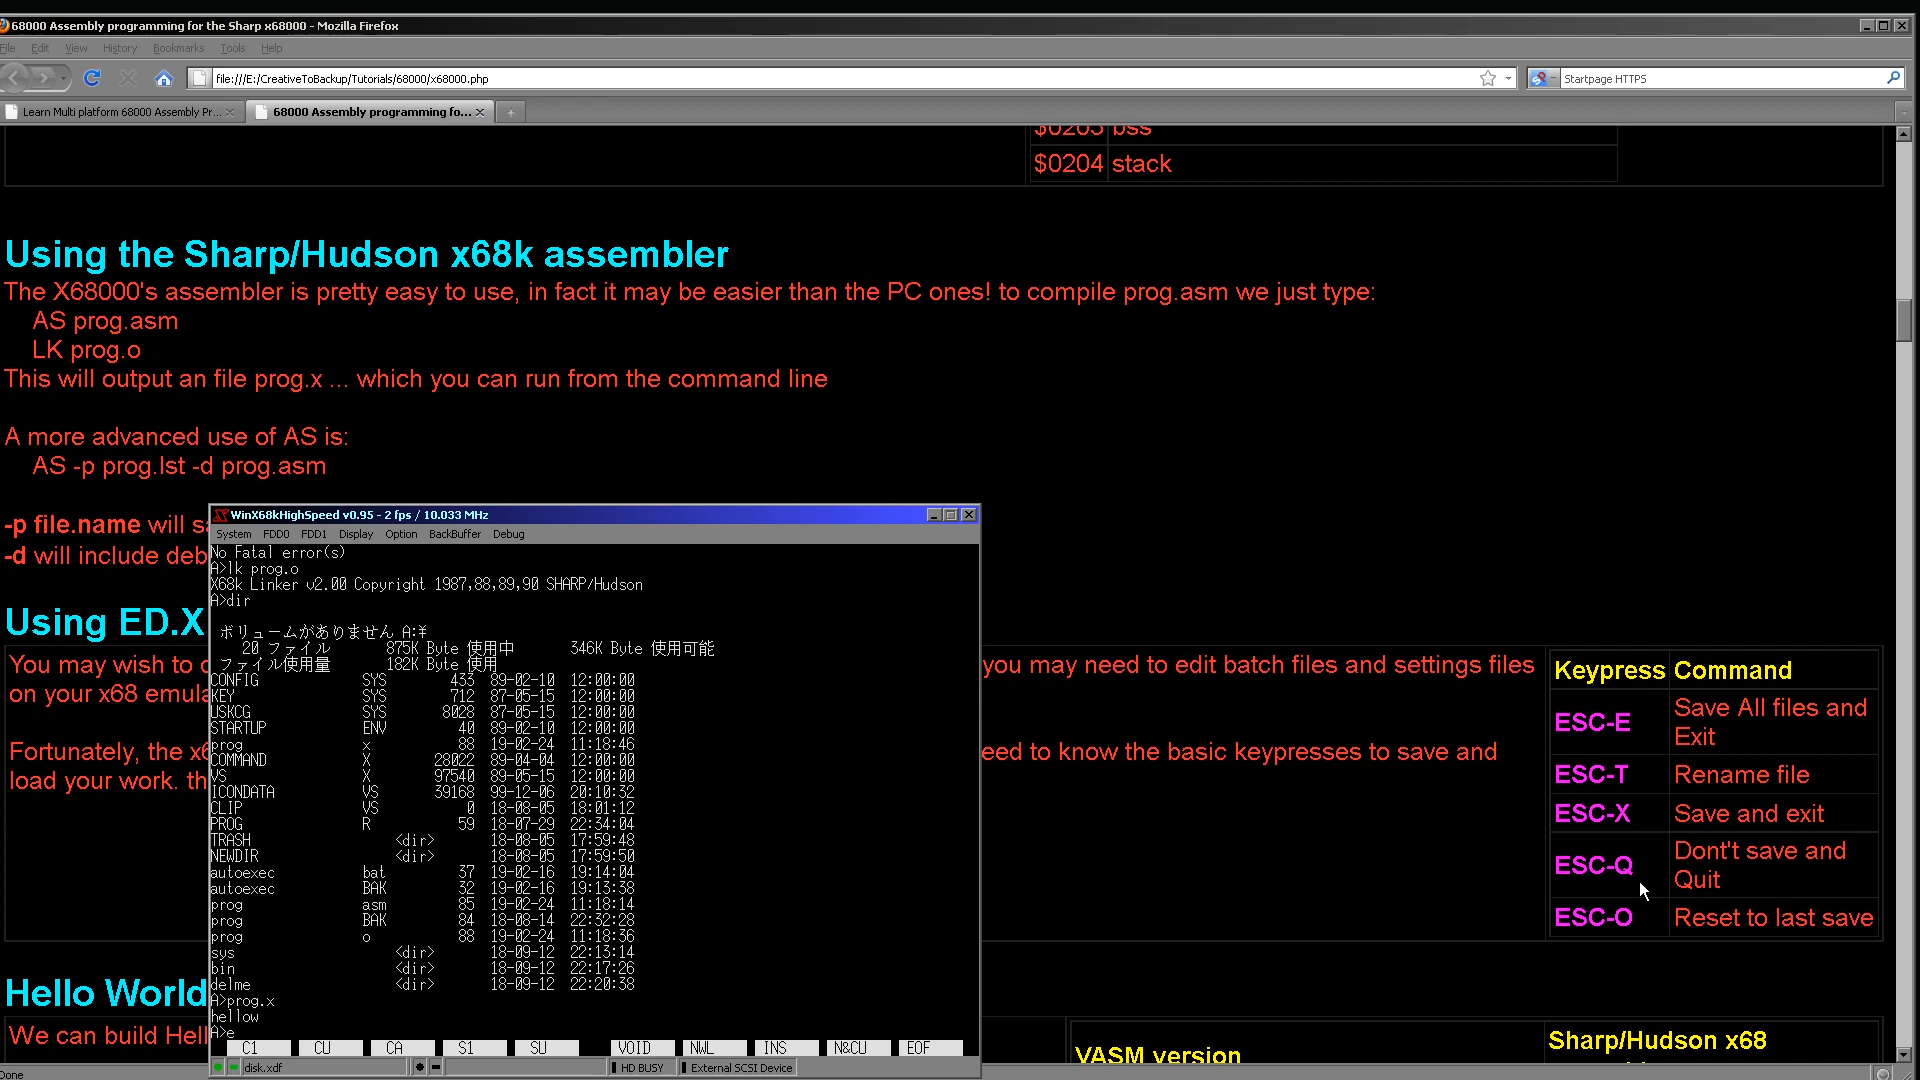 68000 Assembly programming for the Sharp x68000 - Mozilla Firefox
File Edit View History Bookmarks Tools Help
file:///E:/CreativeToBackup/Tutorials/68000/x68000.php
Startpage HTTPS
Learn Multi platform 68000 Assembly Pr...
68000 Assembly programming fo...
$0203 bss
$0204 stack
Using the Sharp/Hudson x68k assembler
The X68000's assembler is pretty easy to use, in fact it may be easier than the PC ones! to compile prog.asm we just type:
AS prog.asm
LK prog.o
This will output an file prog.x ... which you can run from the command line
A more advanced use of AS is:
AS -p prog.lst -d prog.asm
-p file.name will sa
-d will include deb
Using ED.X
You may wish to
you may need to edit batch files and settings files
on your x68 emula
Fortunately, the x6
eed to know the basic keypresses to save and
load your work. th
Keypress Command
ESC-E Save All files and Exit
ESC-T Rename file
ESC-X Save and exit
ESC-Q Dont't save and Quit
ESC-O Reset to last save
Hello World
We can build Hell
VASM version
Sharp/Hudson x68
WinX68kHighSpeed v0.95 - 2 fps / 10.033 MHz
System FDD0 FDD1 Display Option BackBuffer Debug
No Fatal error(s)
A>lk prog.o
X68k Linker v2.00 Copyright 1987,88,89,90 SHARP/Hudson
A>dir
ボリュームがありません A:¥
20 ファイル 875K Byte 使用中 346K Byte 使用可能
ファイル使用量 182K Byte 使用
CONFIG SYS 433 89-02-10 12:00:00
KEY SYS 712 87-05-15 12:00:00
USKCG SYS 8028 87-05-15 12:00:00
STARTUP ENV 40 89-02-10 12:00:00
prog x 88 19-02-24 11:18:46
COMMAND X 28022 89-04-04 12:00:00
VS X 97540 89-05-15 12:00:00
ICONDATA VS 39168 99-12-06 20:10:32
CLIP VS 0 18-08-05 18:01:12
PROG R 59 18-07-29 22:34:04
TRASH <dir> 18-08-05 17:59:48
NEWDIR <dir> 18-08-05 17:59:50
autoexec bat 37 19-02-16 19:14:04
autoexec BAK 32 19-02-16 19:13:38
prog asm 85 19-02-24 11:18:14
prog BAK 84 18-08-14 22:32:28
prog o 88 19-02-24 11:18:36
sys <dir> 18-09-12 22:13:14
bin <dir> 18-09-12 22:17:26
delme <dir> 18-09-12 22:20:38
A>prog.x
hellow
A>e
C1 CU CA S1 SU VOID NWL INS N&CU EOF
disk.xdf HD BUSY External SCSI Device
Done